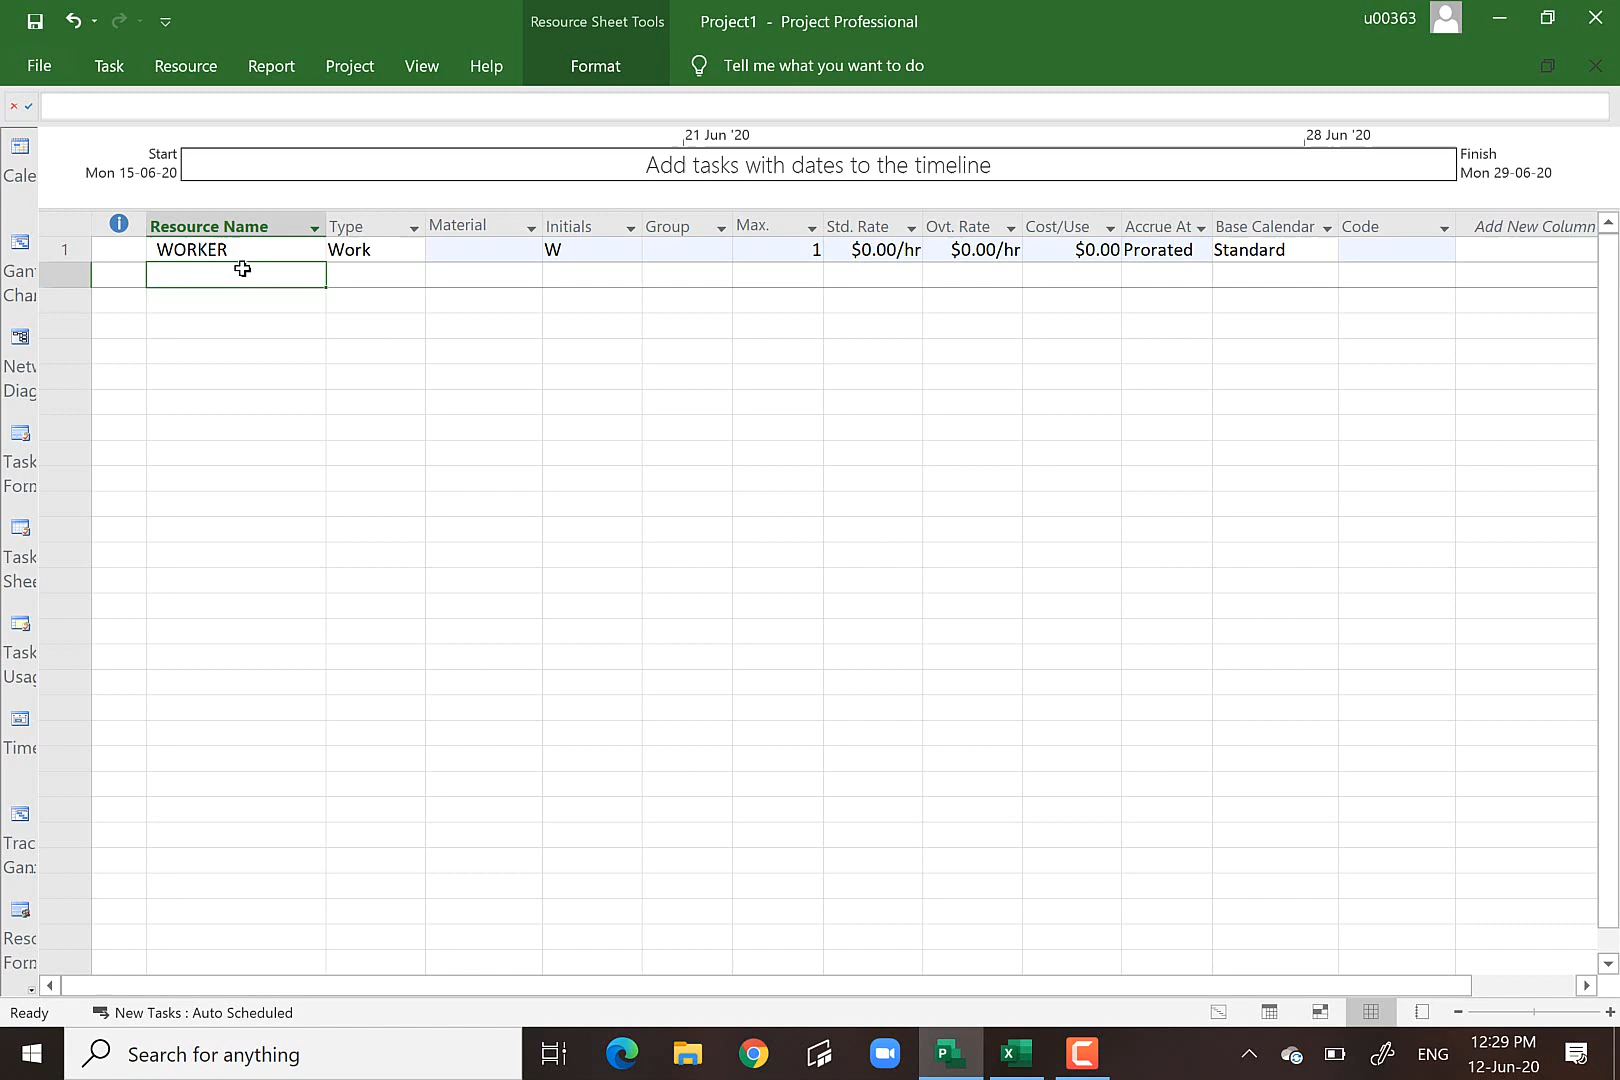 Resource Sheet Tools
Project1 - Project Professional
u00363
File Task Resource Report Project View Help Format Tell me what you want to do
21 Jun '20 28 Jun '20
Start
Mon 15-06-20
Add tasks with dates to the timeline
Finish
Mon 29-06-20
Resource Name Type Material Initials Group Max. Std. Rate Ovt. Rate Cost/Use Accrue At Base Calendar Code Add New Column
1 WORKER Work W 1 $0.00/hr $0.00/hr $0.00 Prorated Standard
Cale
Gan
Char
Netw
Diag
Task
Form
Task
Shee
Task
Usag
Time
Trac
Gan
Reso
Form
Ready New Tasks : Auto Scheduled
Search for anything
ENG
12:29 PM
12-Jun-20